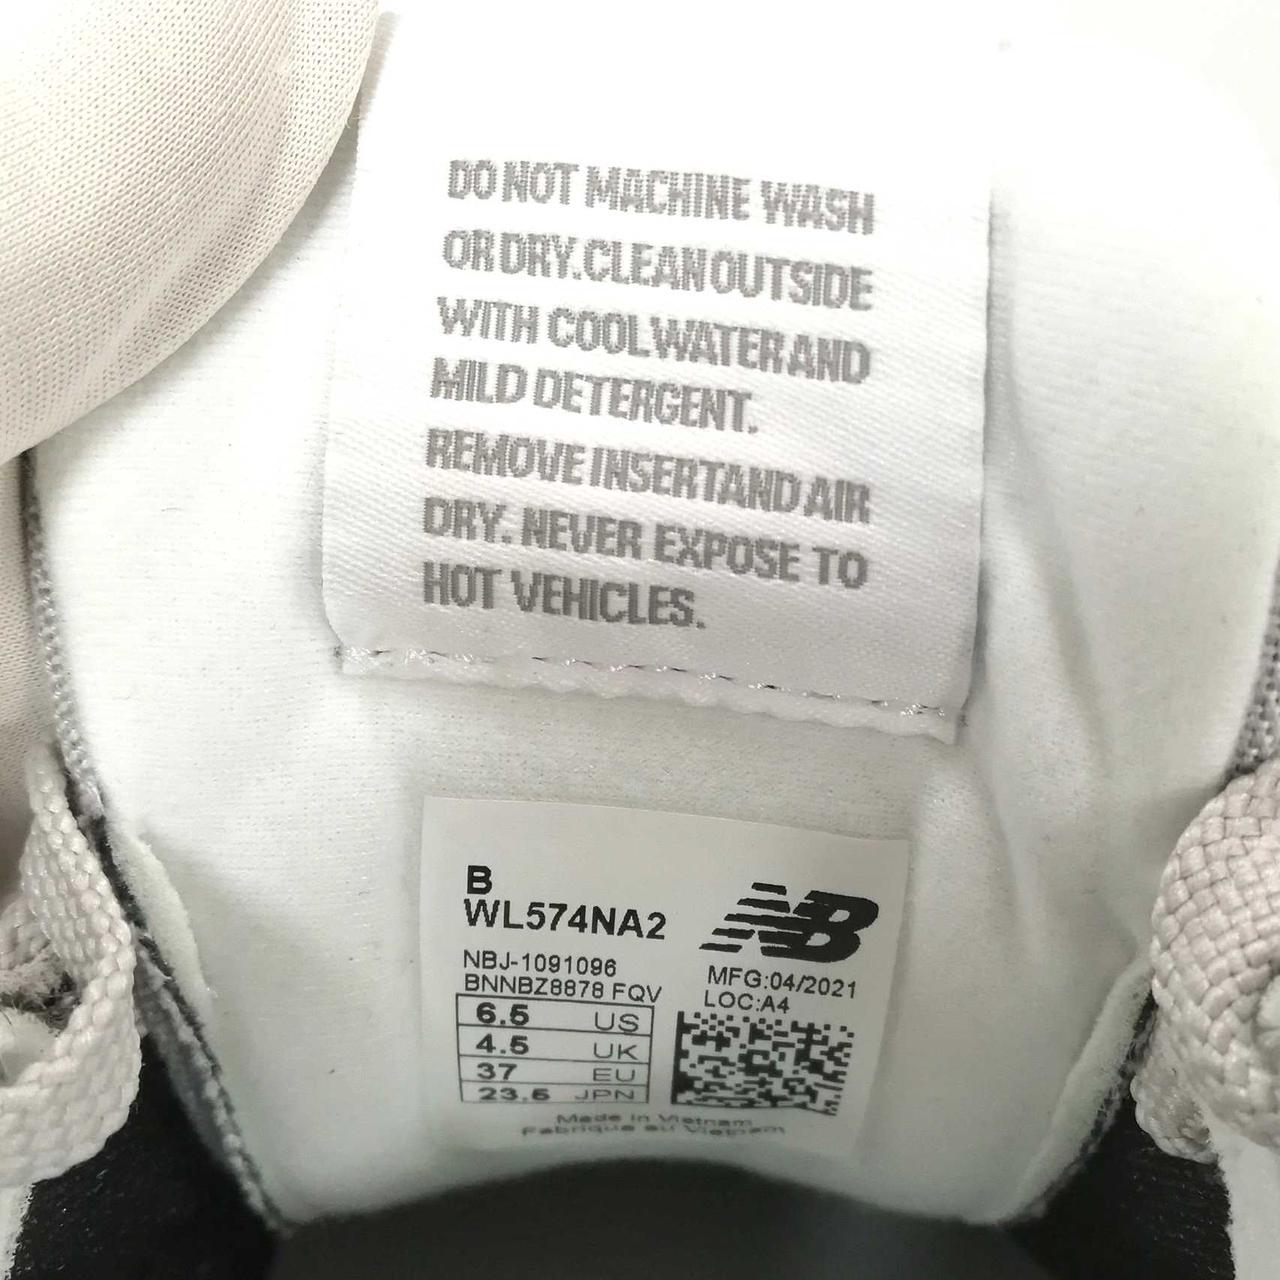 DO NOT MACHINE WASH
OR DRY. CLEAN OUTSIDE
WITH COOL WATER AND
MILD DETERGENT.
REMOVE INSERT AND AIR
DRY. NEVER EXPOSE TO
HOT VEHICLES.
B
WL574NA2
NB
NBJ-1091096
BNNBZ8878 FQV
MFG:04/2021
LOC:A4
6.5 US
4.5 UK
37 EU
23.5 JPN
Made in Vietnam
Fabrique au Vietnam